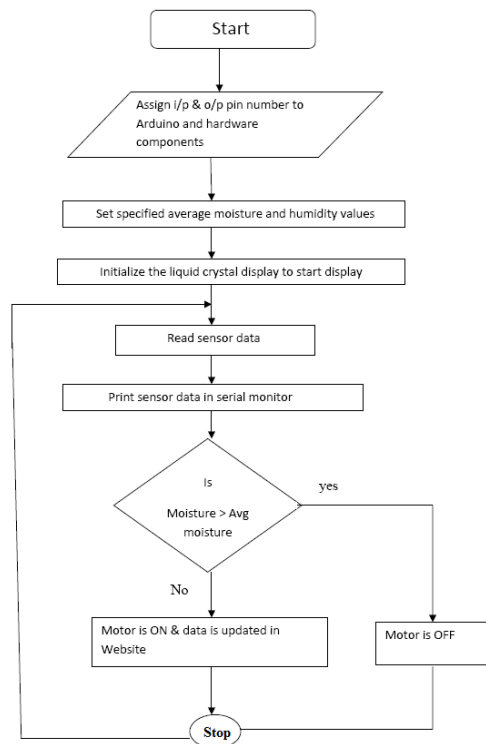 Start
Assign i/p & o/p pin number to
Arduino and hardware
components
Set specified average moisture and humidity values
Initialize the liquid crystal display to start display
Read sensor data
Print sensor data in serial monitor
Is
Moisture > Avg
moisture
yes
No
Motor is ON & data is updated in
Website
Motor is OFF
Stop